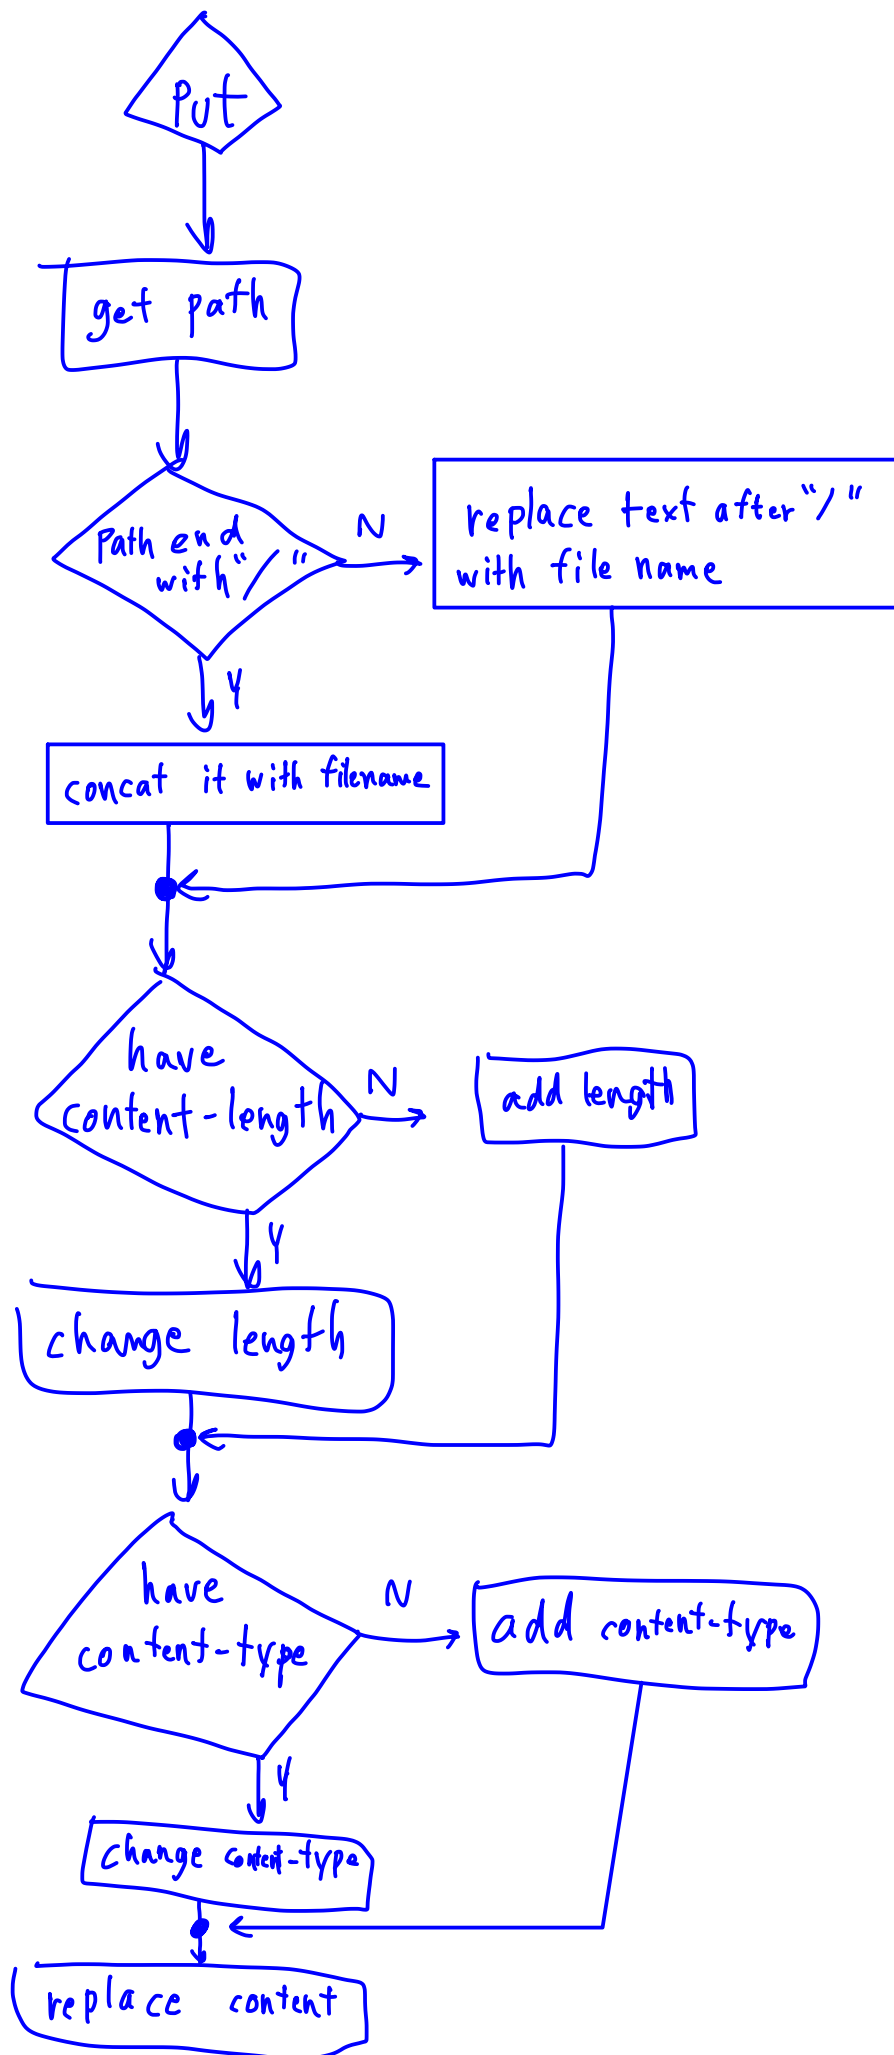 Put
get path
Path end
with "/"
N
replace text after "/"
with file name
Y
concat it with filename
have
content-length
N
add length
Y
change length
have
content-type
N
add content-type
Y
change content-type
replace content